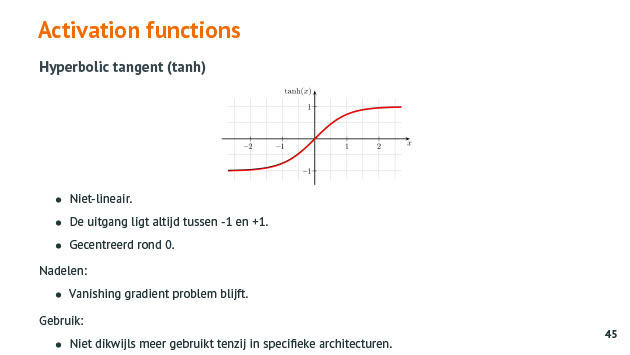 Activation functions
Hyperbolic tangent (tanh)
tanh(x)
1
−2 −1 1 2 x
−1
• Niet-lineair.
• De uitgang ligt altijd tussen -1 en +1.
• Gecentreerd rond 0.
Nadelen:
• Vanishing gradient problem blijft.
Gebruik:
• Niet dikwijls meer gebruikt tenzij in specifieke architecturen.
45